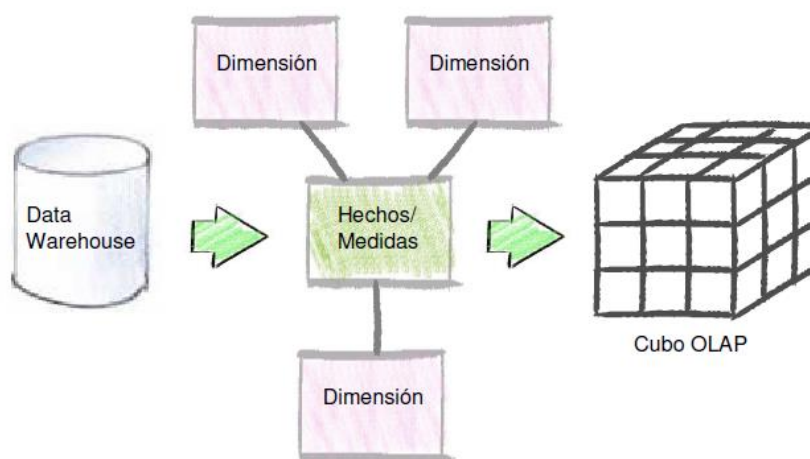 Dimensión
Dimensión
Data
Warehouse
Hechos/
Medidas
Cubo OLAP
Dimensión